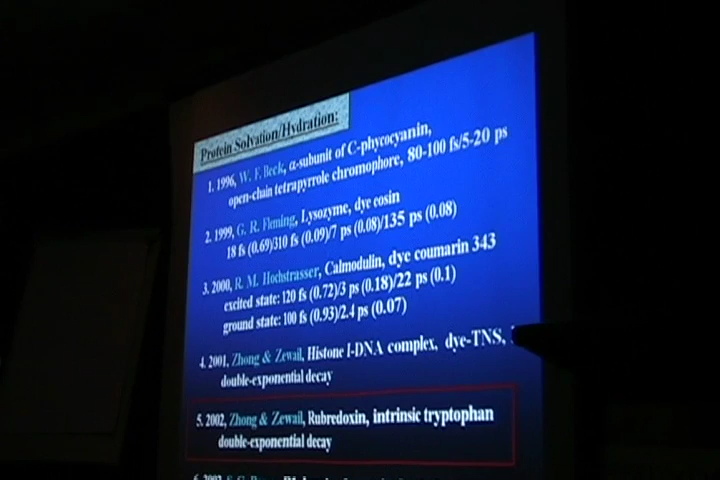 Protein Solvation/Hydration:
1. 1996, W. F. Beck, α-subunit of C-phycocyanin,
open-chain tetrapyrrole chromophore, 80-100 fs/5-20 ps
2. 1999, G. R. Fleming, Lysozyme, dye eosin
18 fs (0.69)310 fs (0.09)/7 ps (0.08)/135 ps (0.08)
3. 2000, R. M. Hochstrasser, Calmodulin, dye coumarin 343
excited state: 120 fs (0.72)/3 ps (0.18)/22 ps (0.1)
ground state: 100 fs (0.93)/2.4 ps (0.07)
4. 2001, Zhong & Zewail, Histone I-DNA complex, dye-TNS,
double-exponential decay
5. 2002, Zhong & Zewail, Rubredoxin, intrinsic tryptophan
double-exponential decay